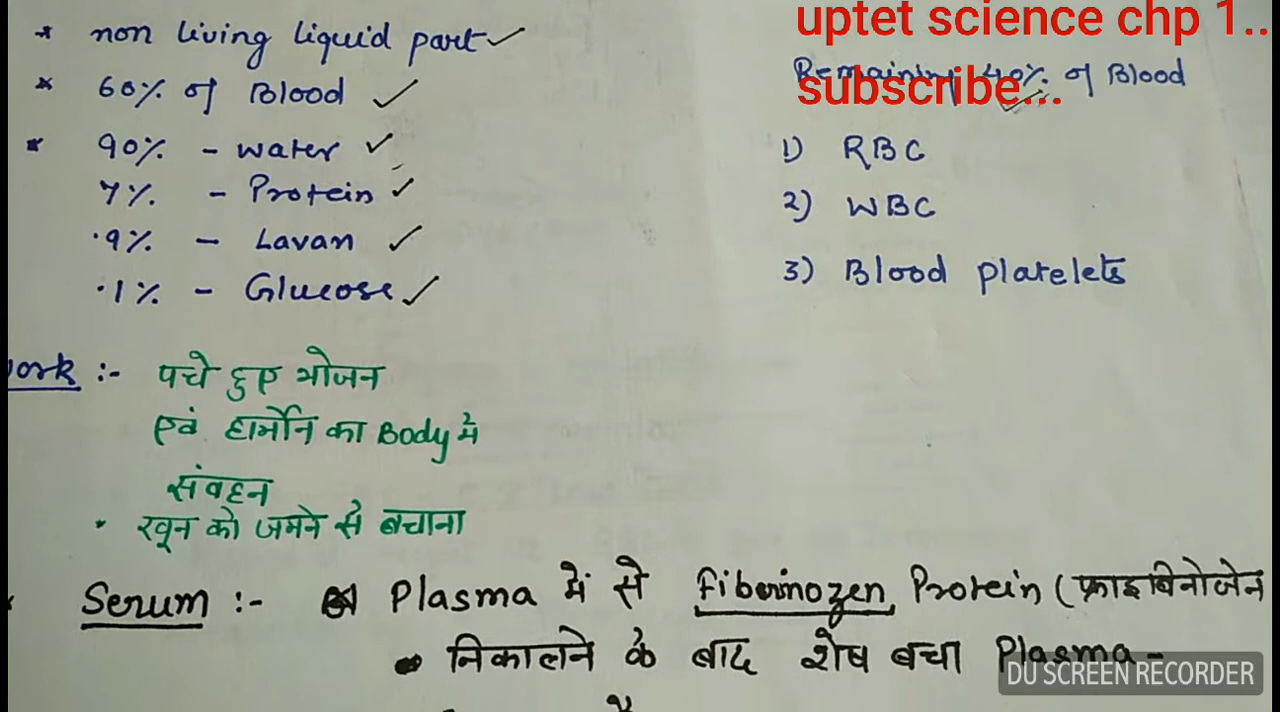 * non living liquid part ✓
* 60% of Blood ✓
* 90% - water ✓
7% - Protein ✓
.9% - Lavan ✓
.1% - Glucose ✓
uptet science chp 1..
subscribe...
Remaining 40% of Blood
1) RBC
2) WBC
3) Blood platelets
work :- पचे हुए भोजन
एवं हार्मोन का Body में
संवहन
• खून को जमने से बचाना
* Serum :- Plasma में से Fiberinozen Protein (फ्राइबिनोजेन
निकालने के बाद शेष बचा Plasma -
DU SCREEN RECORDER